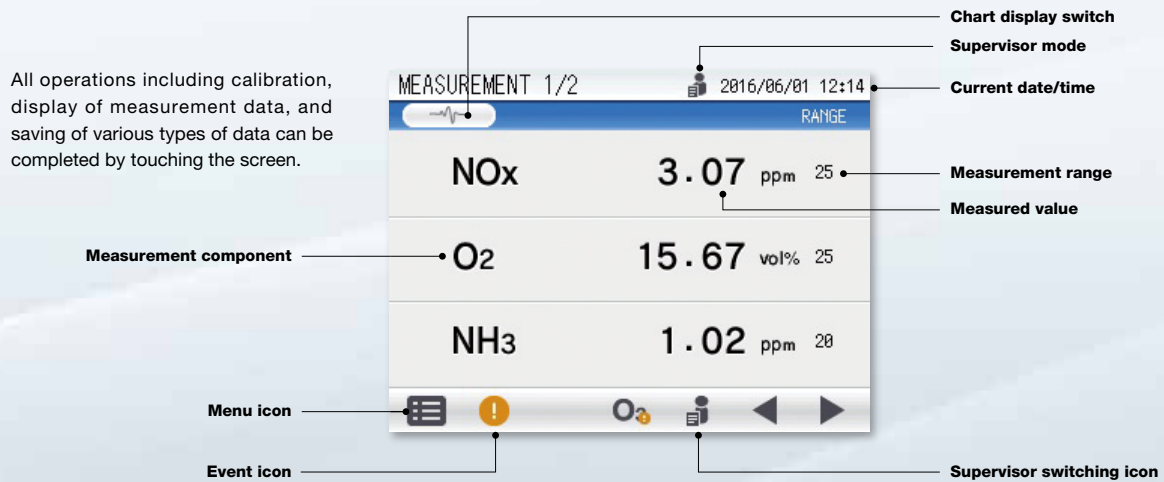 Chart display switch
Supervisor mode
All operations including calibration,
display of measurement data, and
saving of various types of data can be
completed by touching the screen.
MEASUREMENT 1/2 2016/06/01 12:14
Current date/time
RANGE
NOx 3.07 ppm 25
Measurement range
Measured value
Measurement component
O2 15.67 vol% 25
NH3 1.02 ppm 20
Menu icon
! O2 !
Event icon
Supervisor switching icon